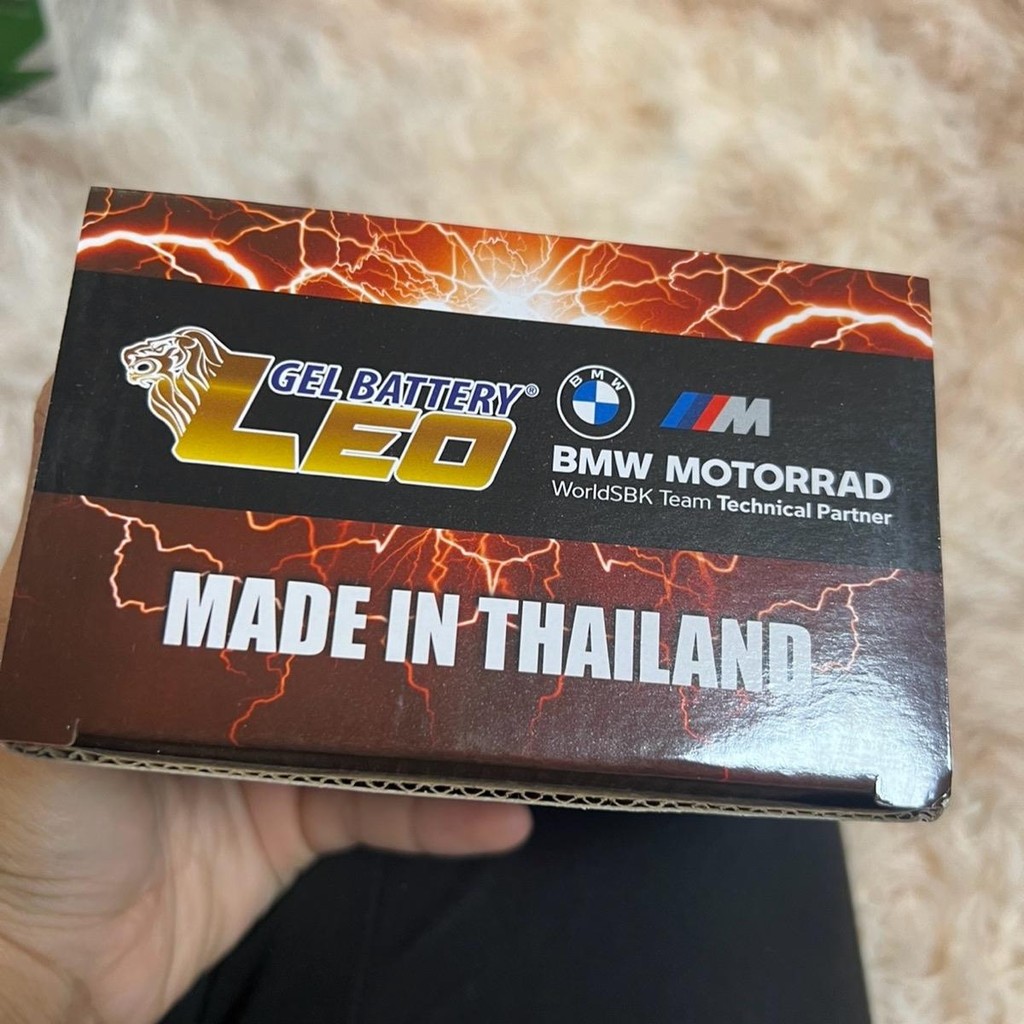 GEL BATTERY®
LEO
BMW
M
BMW MOTORRAD
WorldSBK Team Technical Partner
MADE IN THAILAND